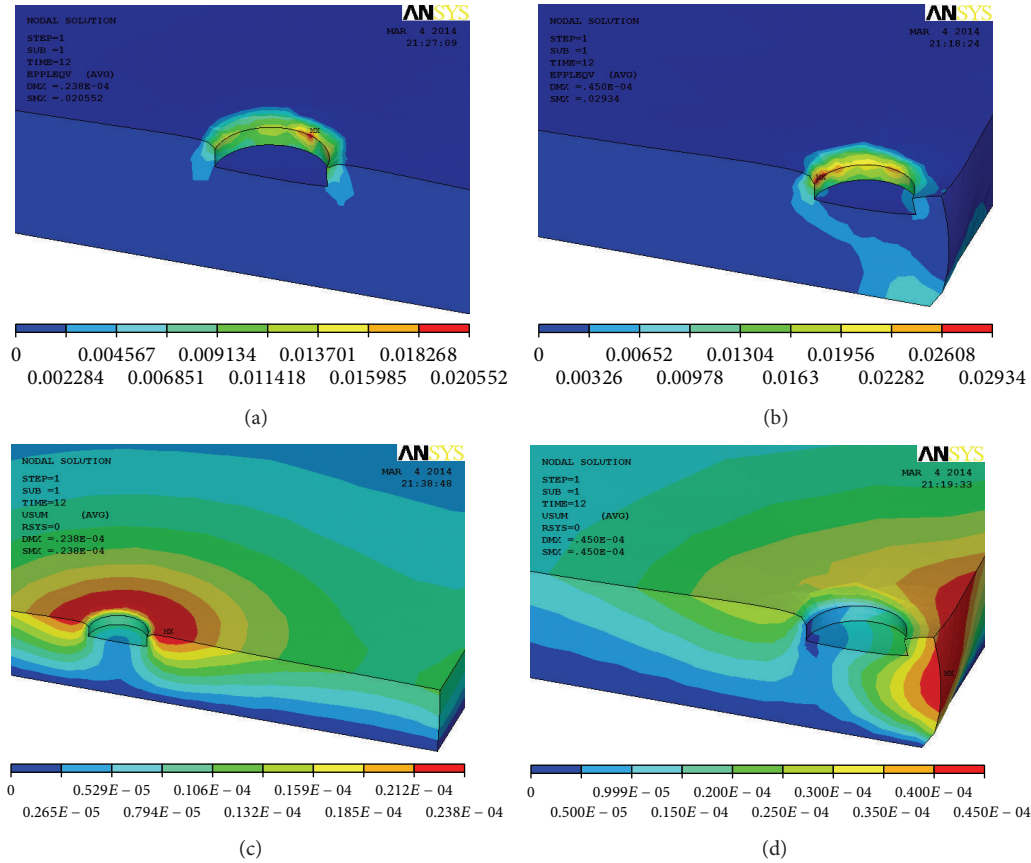 ANSYS
NODAL SOLUTION
MAR 4 2014
21:27:09
STEP=1
SUB =1
TIME=12
EPPLEQV (AVG)
DMX =.238E-04
SMX =.020552
MX
0 0.004567 0.009134 0.013701 0.018268
0.002284 0.006851 0.011418 0.015985 0.020552
(a)
ANSYS
NODAL SOLUTION
MAR 4 2014
21:18:24
STEP=1
SUB =1
TIME=12
EPPLEQV (AVG)
DMX =.450E-04
SMX =.02934
MX
0 0.00652 0.01304 0.01956 0.02608
0.00326 0.00978 0.0163 0.02282 0.02934
(b)
ANSYS
NODAL SOLUTION
MAR 4 2014
21:38:48
STEP=1
SUB =1
TIME=12
USUM (AVG)
RSYS=0
DMX =.238E-04
SMX =.238E-04
MX
0 0.529E − 05 0.106E − 04 0.159E − 04 0.212E − 04
0.265E − 05 0.794E − 05 0.132E − 04 0.185E − 04 0.238E − 04
(c)
ANSYS
NODAL SOLUTION
MAR 4 2014
21:19:33
STEP=1
SUB =1
TIME=12
USUM (AVG)
RSYS=0
DMX =.450E-04
SMX =.450E-04
MX
0 0.999E − 05 0.200E − 04 0.300E − 04 0.400E − 04
0.500E − 05 0.150E − 04 0.250E − 04 0.350E − 04 0.450E − 04
(d)